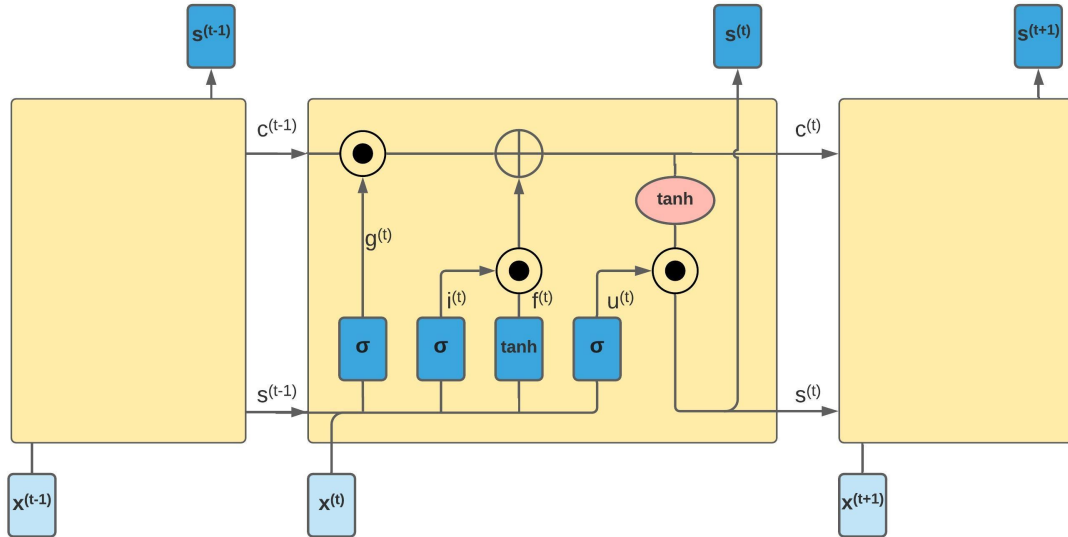 s(t-1)
s(t)
s(t+1)
c(t-1)
c(t)
tanh
g(t)
i(t)
f(t)
u(t)
σ
σ
tanh
σ
s(t-1)
s(t)
x(t-1)
x(t)
x(t+1)